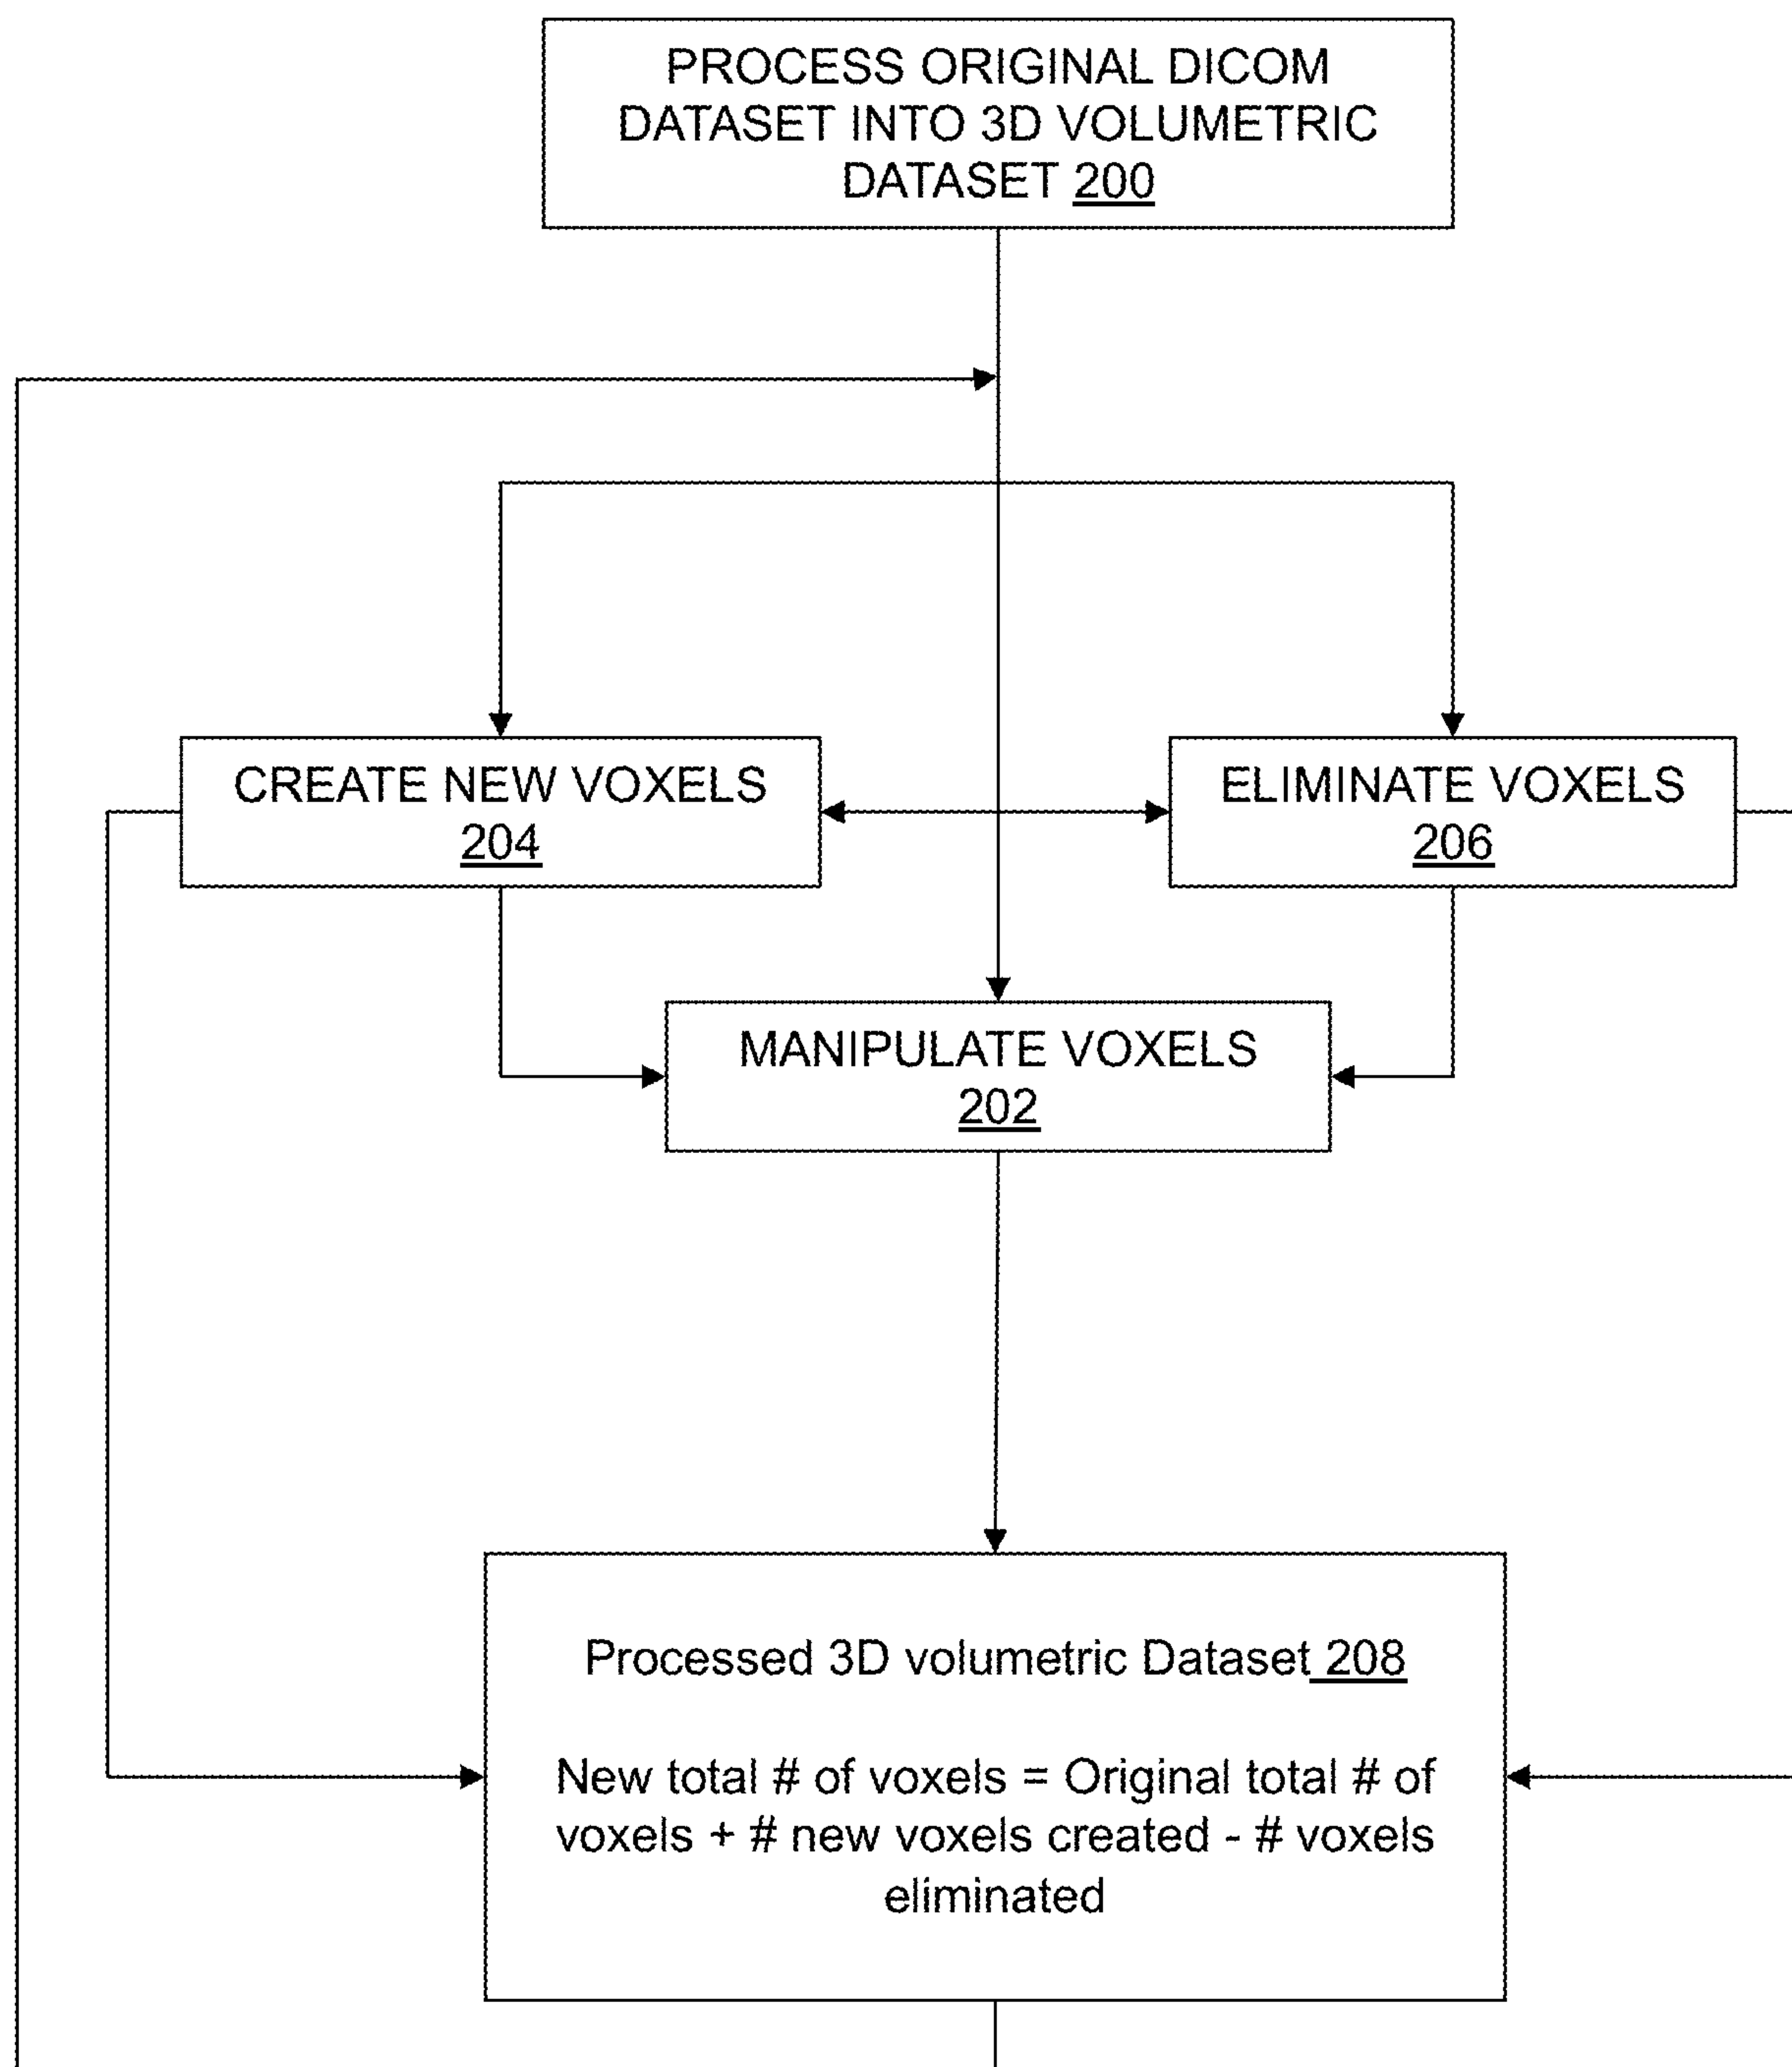 PROCESS ORIGINAL DICOM
DATASET INTO 3D VOLUMETRIC
DATASET 200
CREATE NEW VOXELS
204
ELIMINATE VOXELS
206
MANIPULATE VOXELS
202
Processed 3D volumetric Dataset 208
New total # of voxels = Original total # of
voxels + # new voxels created - # voxels
eliminated